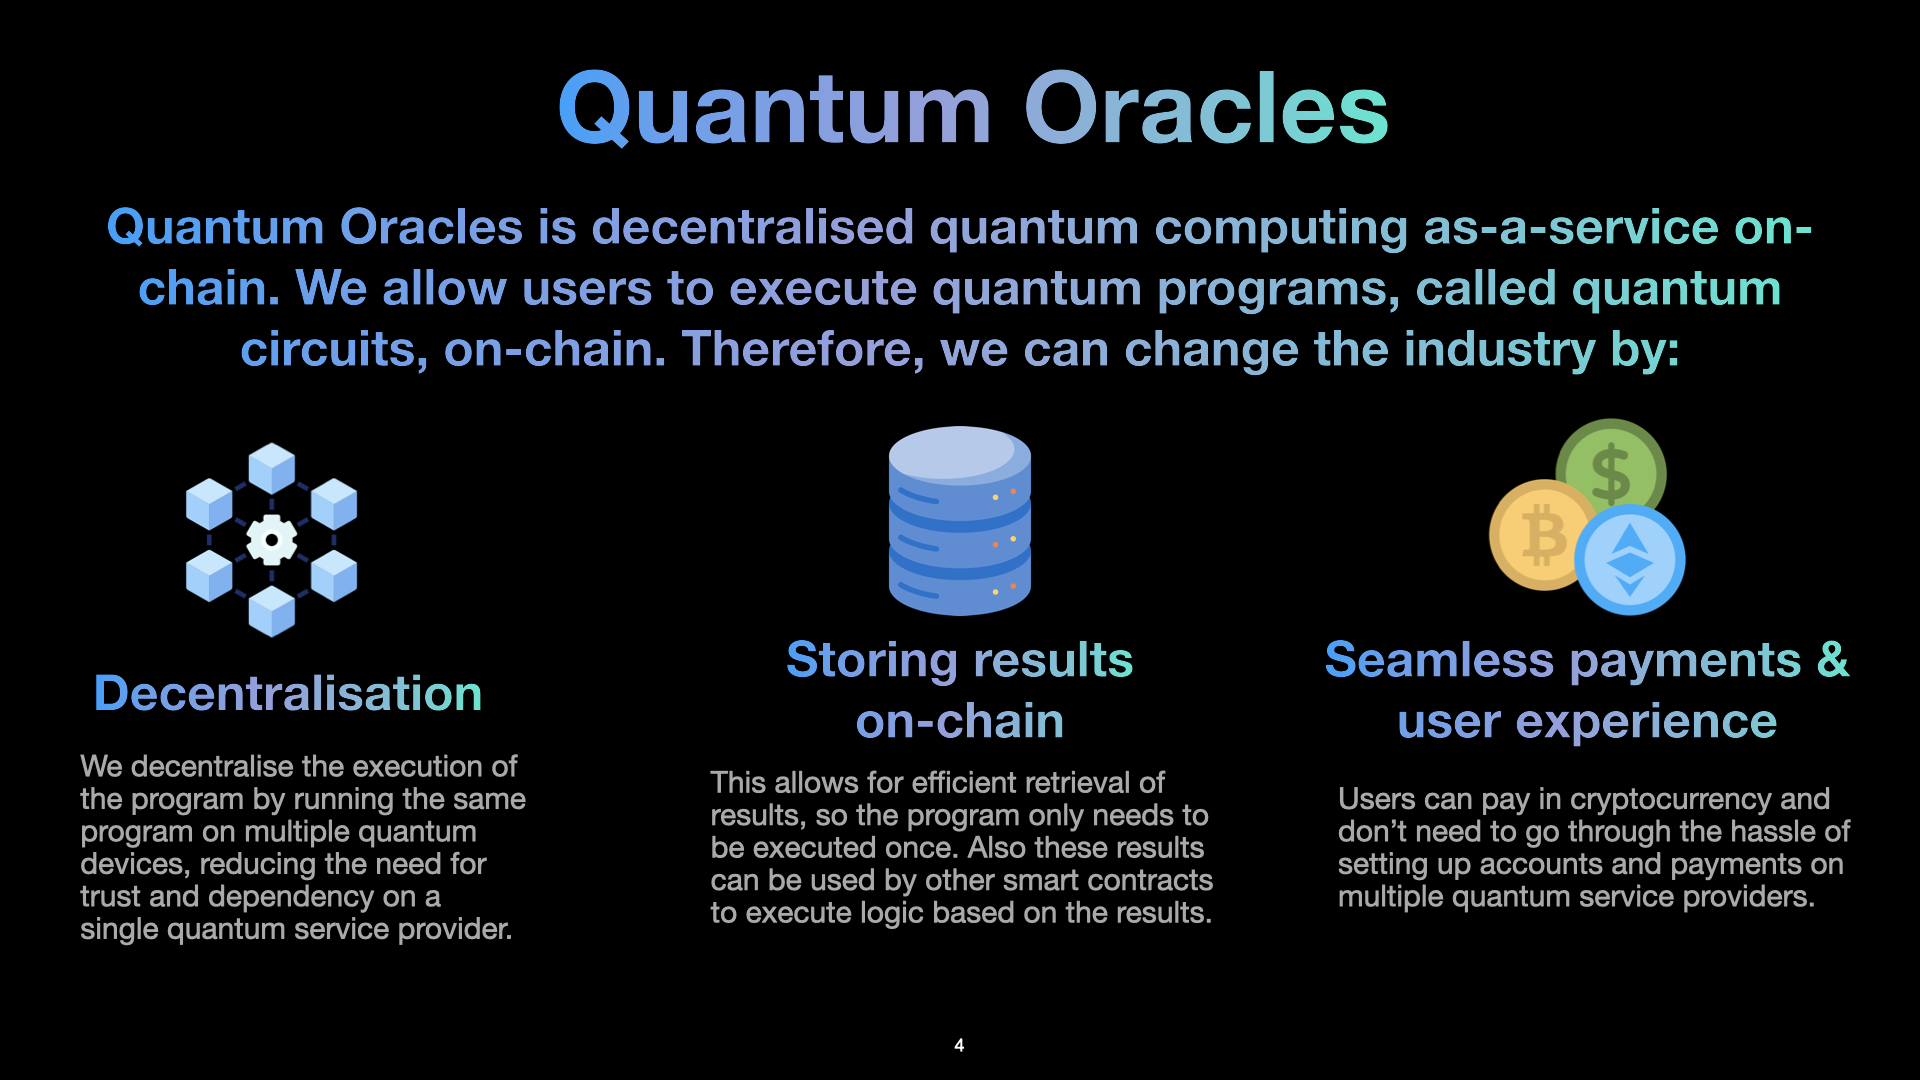 Quantum Oracles
Quantum Oracles is decentralised quantum computing as-a-service on-
chain. We allow users to execute quantum programs, called quantum
circuits, on-chain. Therefore, we can change the industry by:
Decentralisation
We decentralise the execution of
the program by running the same
program on multiple quantum
devices, reducing the need for
trust and dependency on a
single quantum service provider.
Storing results
on-chain
This allows for efficient retrieval of
results, so the program only needs to
be executed once. Also these results
can be used by other smart contracts
to execute logic based on the results.
Seamless payments &
user experience
Users can pay in cryptocurrency and
don’t need to go through the hassle of
setting up accounts and payments on
multiple quantum service providers.
4